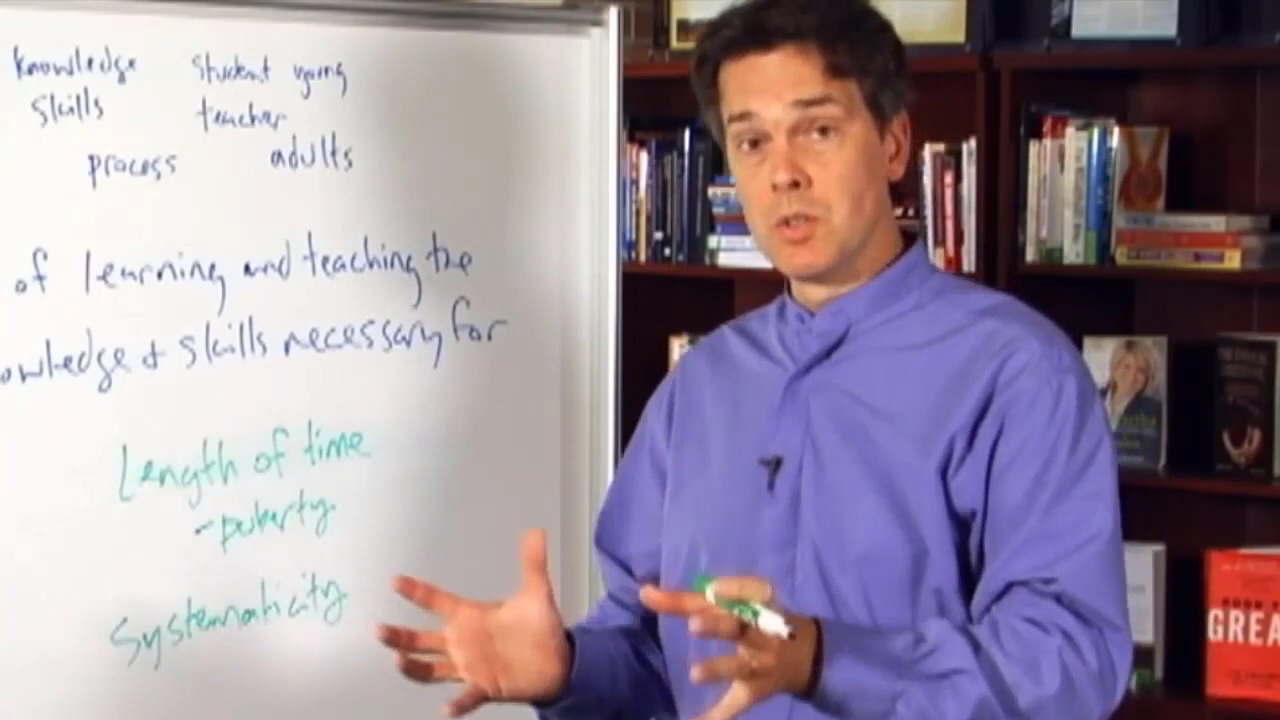 knowledge student young
skills teacher
process adults
of learning and teaching the
owledge & skills necessary for
Length of time
- puberty
Systematicity
GREA